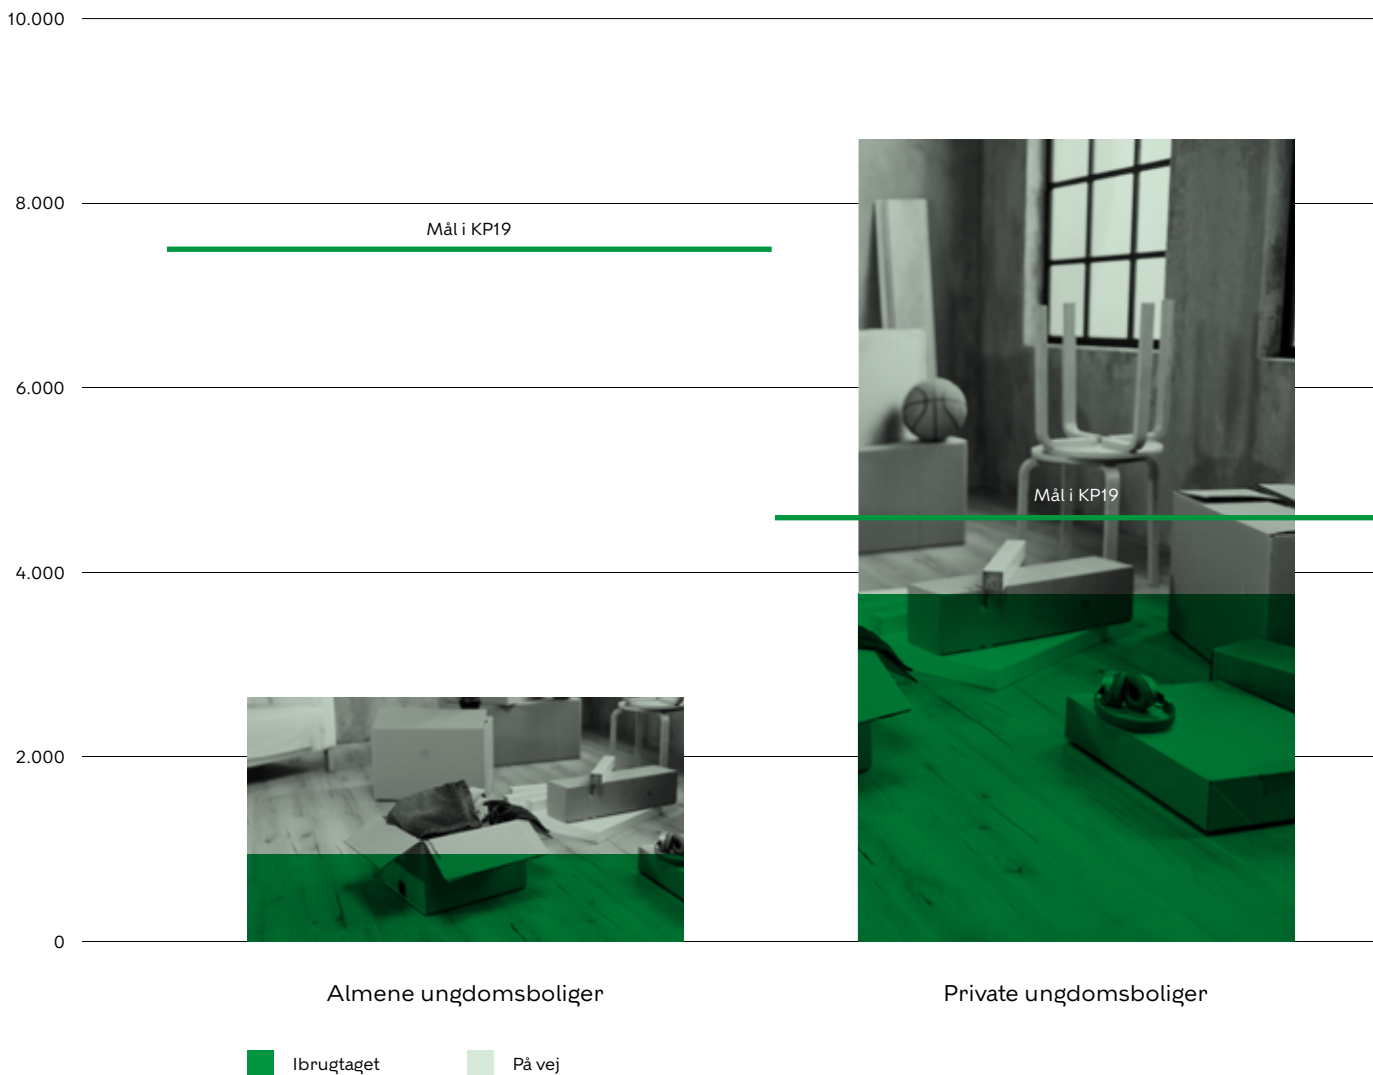 10.000
8.000
Mål i KP19
6.000
Mål i KP19
4.000
2.000
0
Almene ungdomsboliger
Private ungdomsboliger
Ibrugtaget
På vej